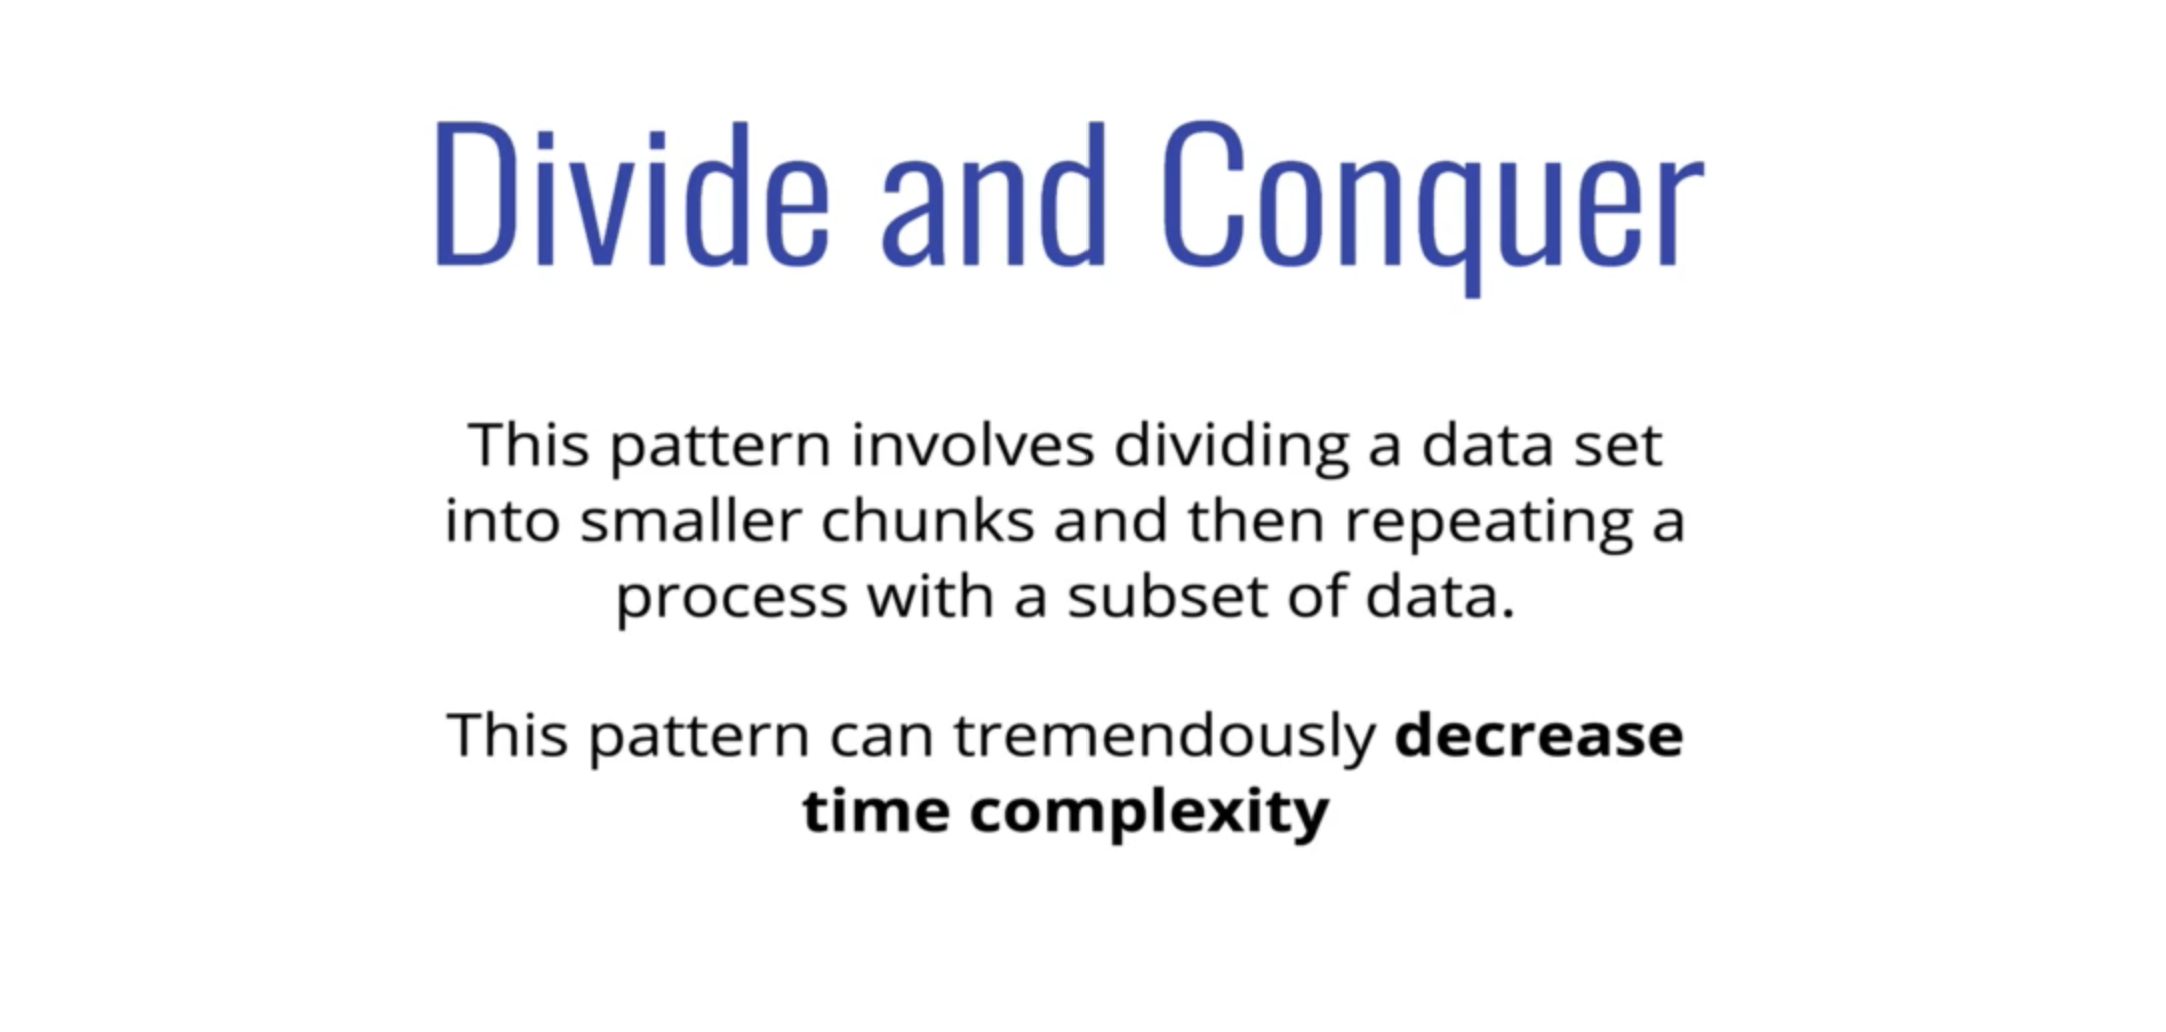 Divide and Conquer
This pattern involves dividing a data set
into smaller chunks and then repeating a
process with a subset of data.
This pattern can tremendously decrease
time complexity